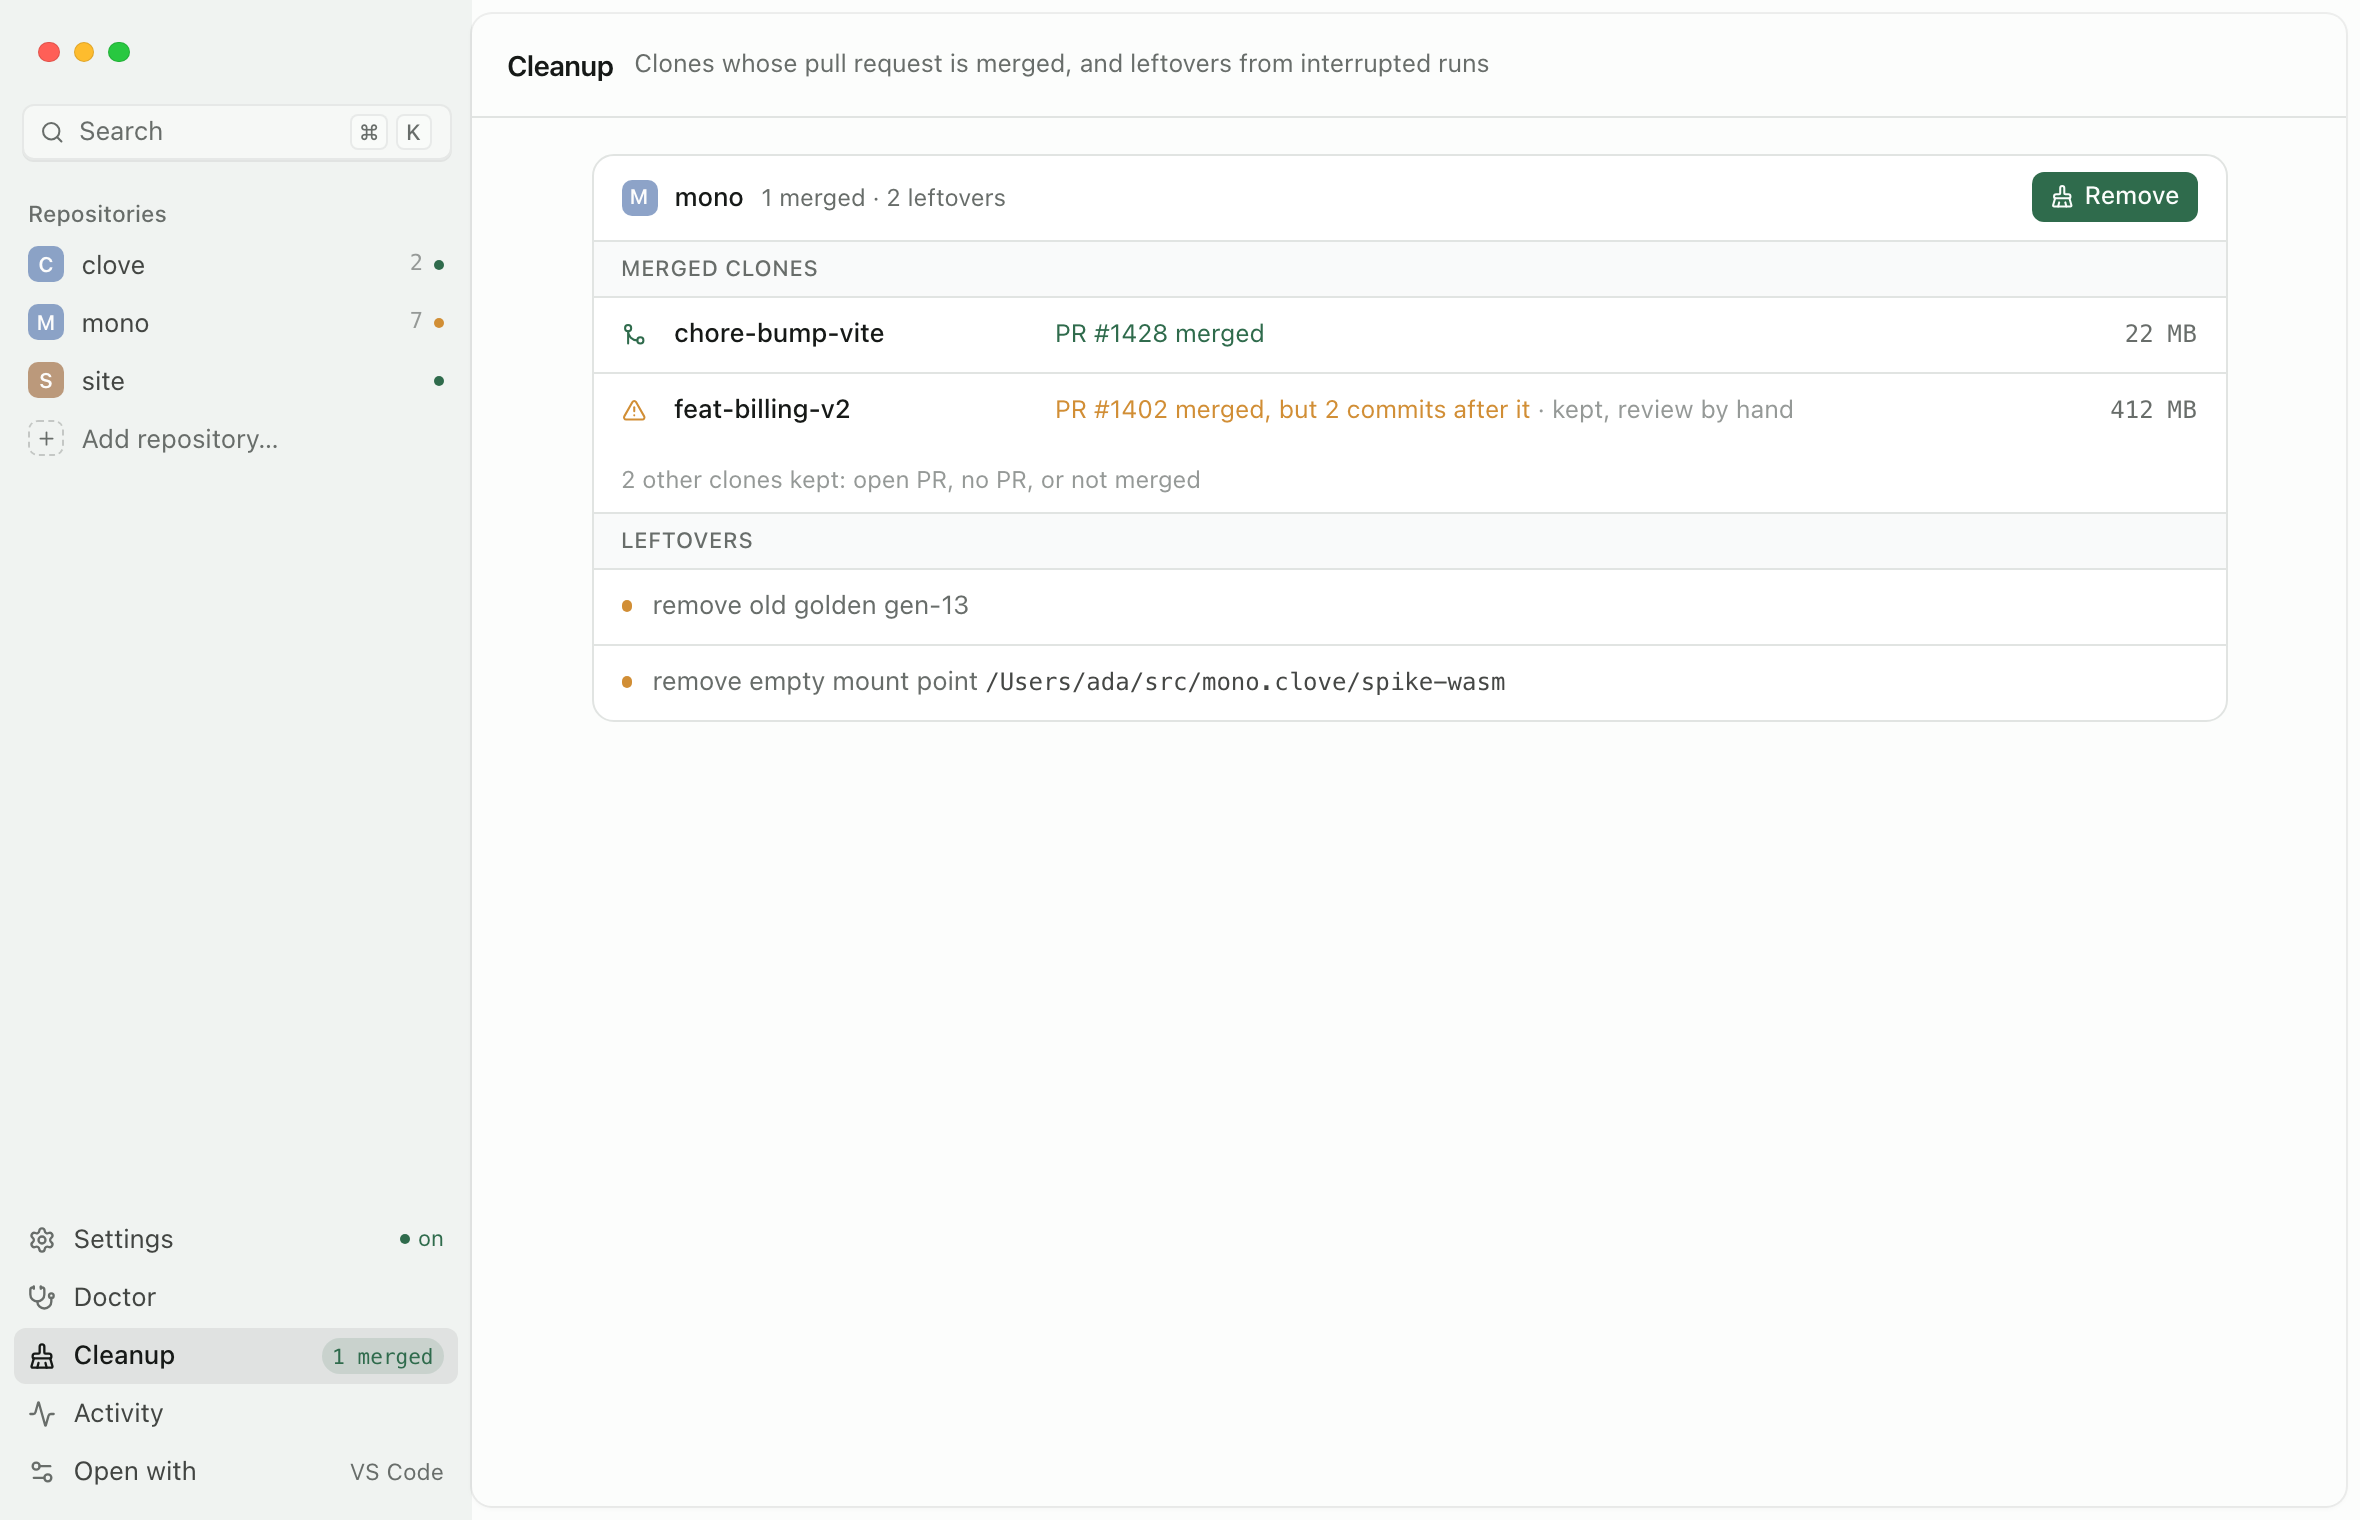 Search ⌘ K
Repositories
C clove 2
M mono 7
S site
+ Add repository...
Settings on
Doctor
Cleanup 1 merged
Activity
Open with VS Code
Cleanup Clones whose pull request is merged, and leftovers from interrupted runs
M mono 1 merged · 2 leftovers Remove
MERGED CLONES
chore-bump-vite PR #1428 merged 22 MB
feat-billing-v2 PR #1402 merged, but 2 commits after it · kept, review by hand 412 MB
2 other clones kept: open PR, no PR, or not merged
LEFTOVERS
remove old golden gen-13
remove empty mount point /Users/ada/src/mono.clove/spike-wasm